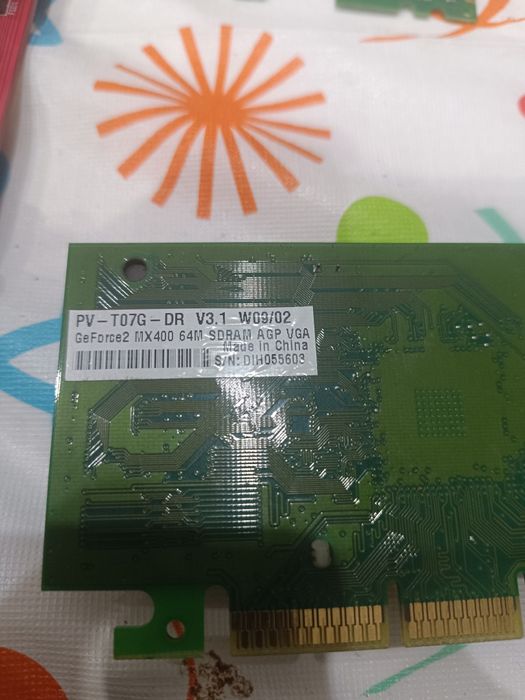 PV-T07G-DR V3.1 W09/02
GeForce2 MX400 64M SDRAM AGP VGA
Made in China
S/N:DIH055603